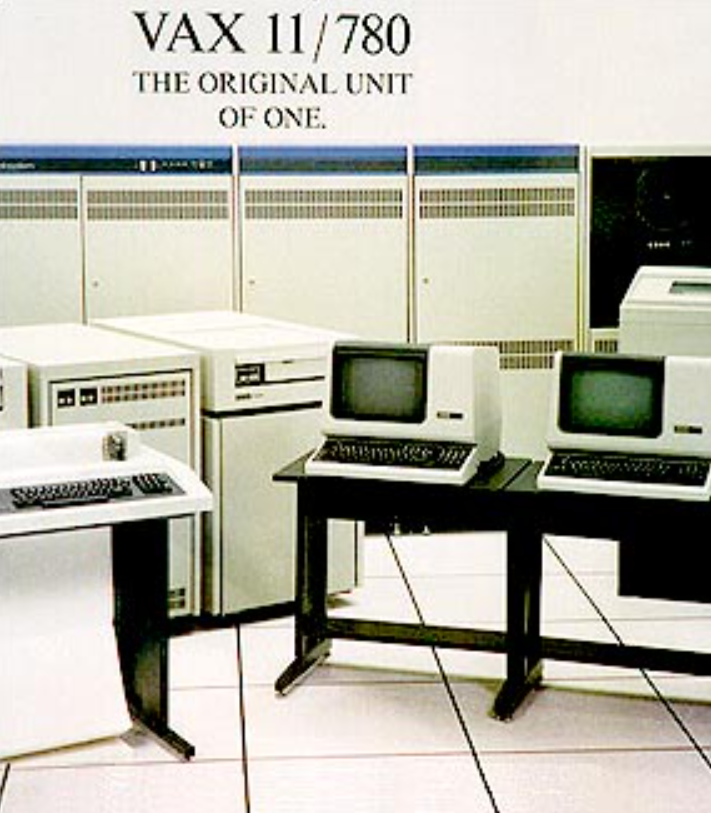 VAX 11/780
THE ORIGINAL UNIT
OF ONE.